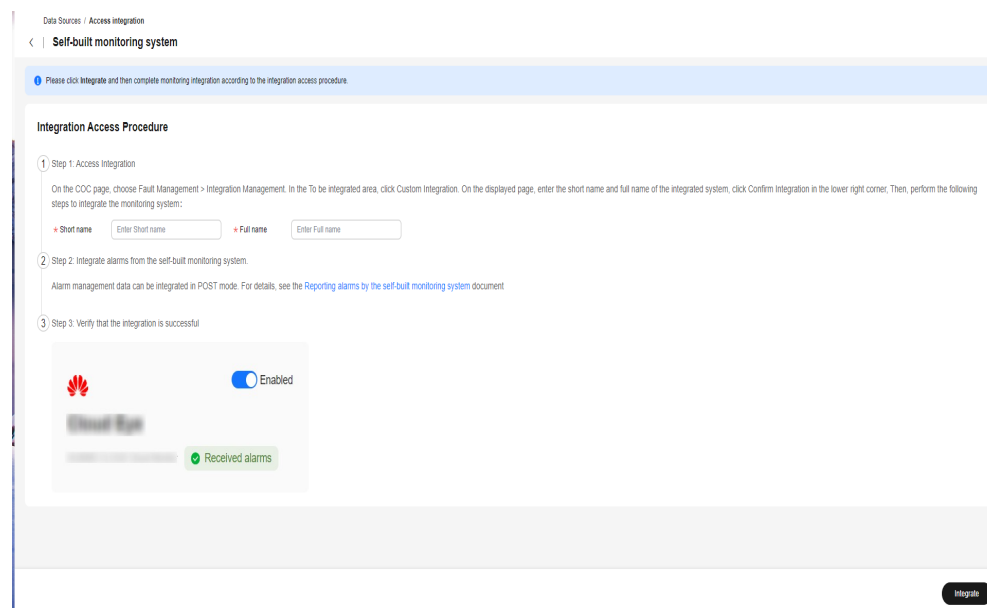 Data Sources / Access integration
Self-built monitoring system
Please click Integrate and then complete monitoring integration according to the integration access procedure.
Integration Access Procedure
1 Step 1: Access Integration
On the COC page, choose Fault Management > Integration Management. In the To be integrated area, click Custom Integration. On the displayed page, enter the short name and full name of the integrated system, click Confirm Integration in the lower right corner, Then, perform the following
steps to integrate the monitoring system:
* Short name Enter Short name * Full name Enter Full name
2 Step 2: Integrate alarms from the self-built monitoring system.
Alarm management data can be integrated in POST mode. For details, see the Reporting alarms by the self-built monitoring system document
3 Step 3: Verify that the integration is successful
Enabled
Cloud Eye
Received alarms
Integrate